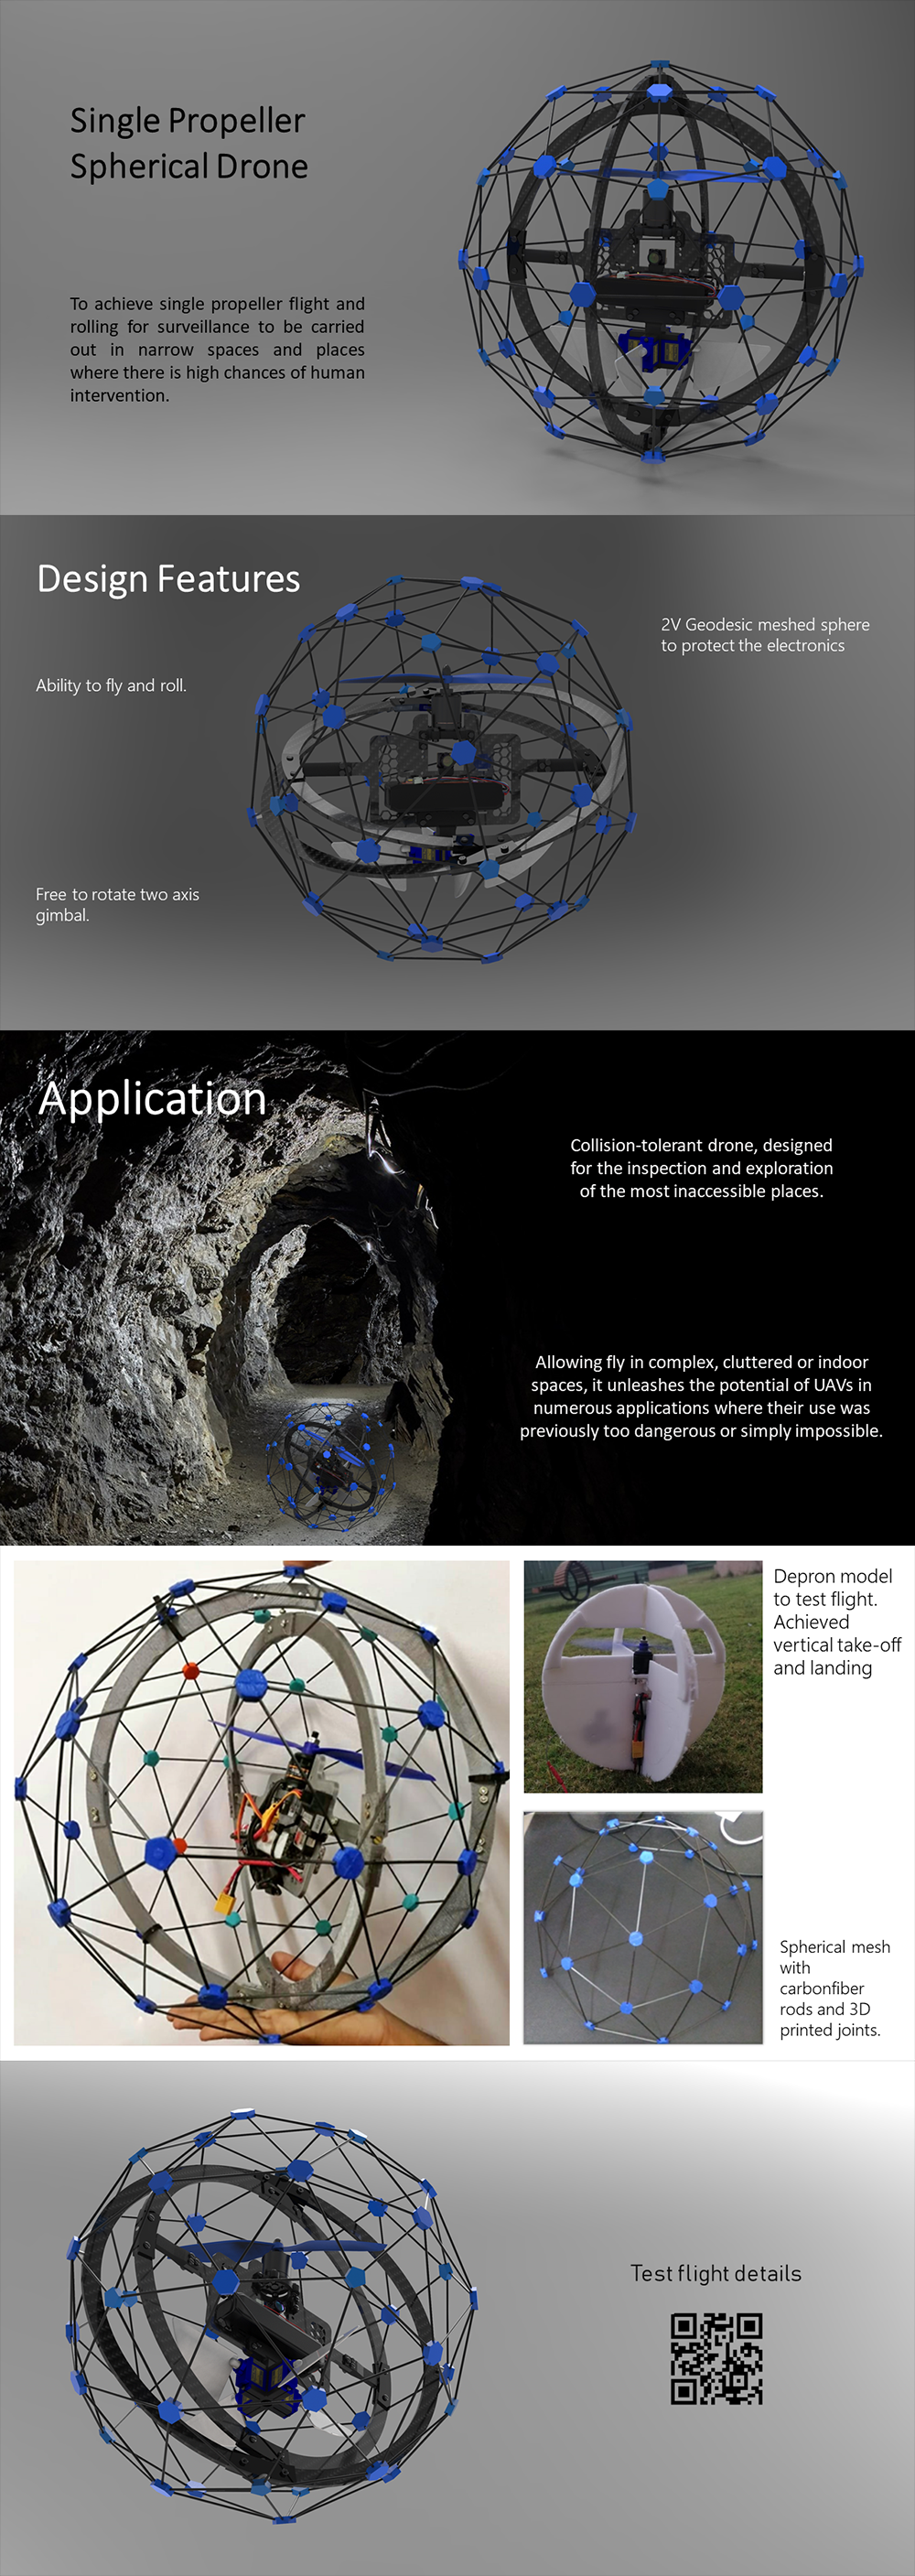 Single Propeller
Spherical Drone
To achieve single propeller flight and
rolling for surveillance to be carried
out in narrow spaces and places
where there is high chances of human
intervention.
Design Features
2V Geodesic meshed sphere
to protect the electronics
Ability to fly and roll.
Free to rotate two axis
gimbal.
Application
Collision-tolerant drone, designed
for the inspection and exploration
of the most inaccessible places.
Allowing fly in complex, cluttered or indoor
spaces, it unleashes the potential of UAVs in
numerous applications where their use was
previously too dangerous or simply impossible.
Depron model
to test flight.
Achieved
vertical take-off
and landing
Spherical mesh
with
carbonfiber
rods and 3D
printed joints.
Test flight details